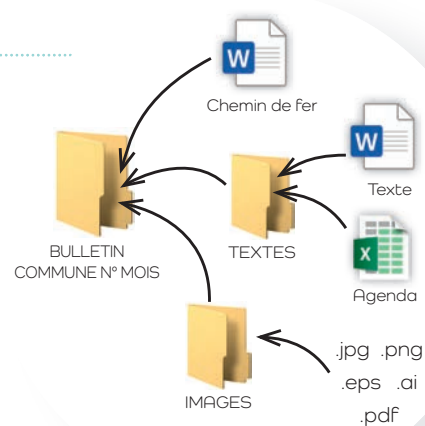 W
Chemin de fer
W
Texte
BULLETIN
COMMUNE N° MOIS
TEXTES
X
Agenda
IMAGES
.jpg .png
.eps .ai
.pdf